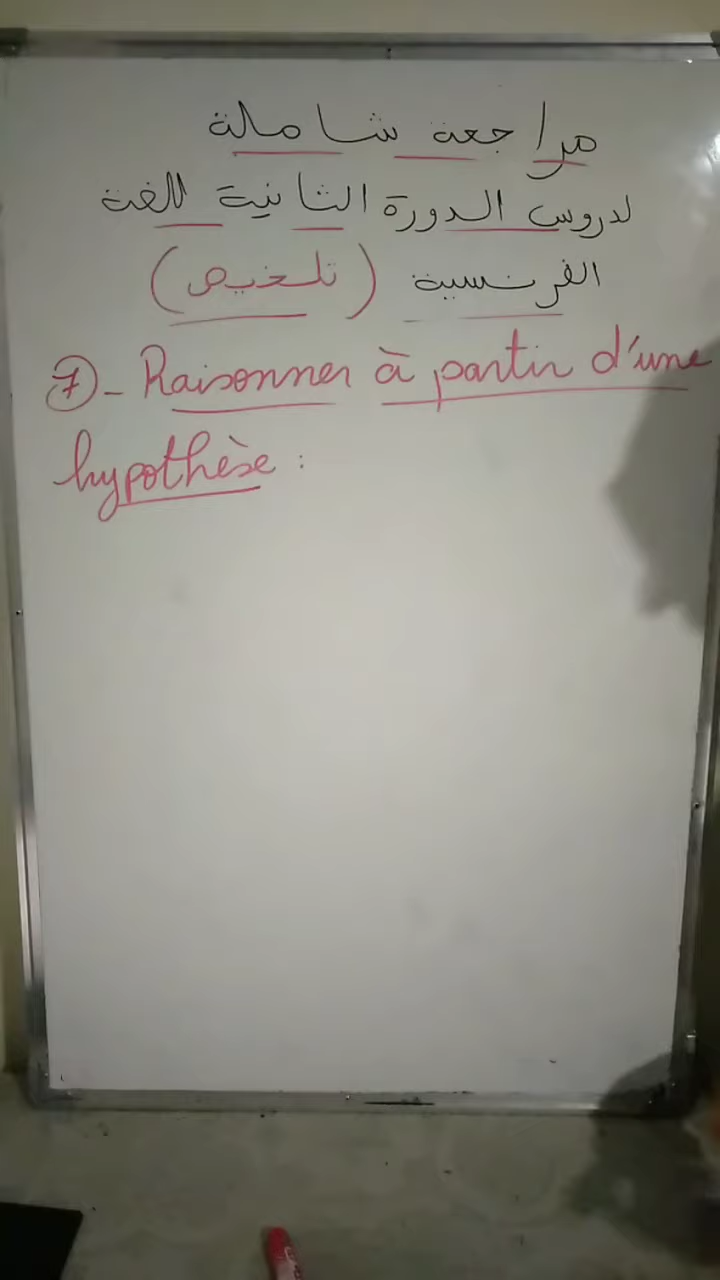 مراجعة شاملة
لدروس الدورة الثانية للغة
الفرنسية (تلخيص)
7 - Raisonner à partir d'une
hypothèse :